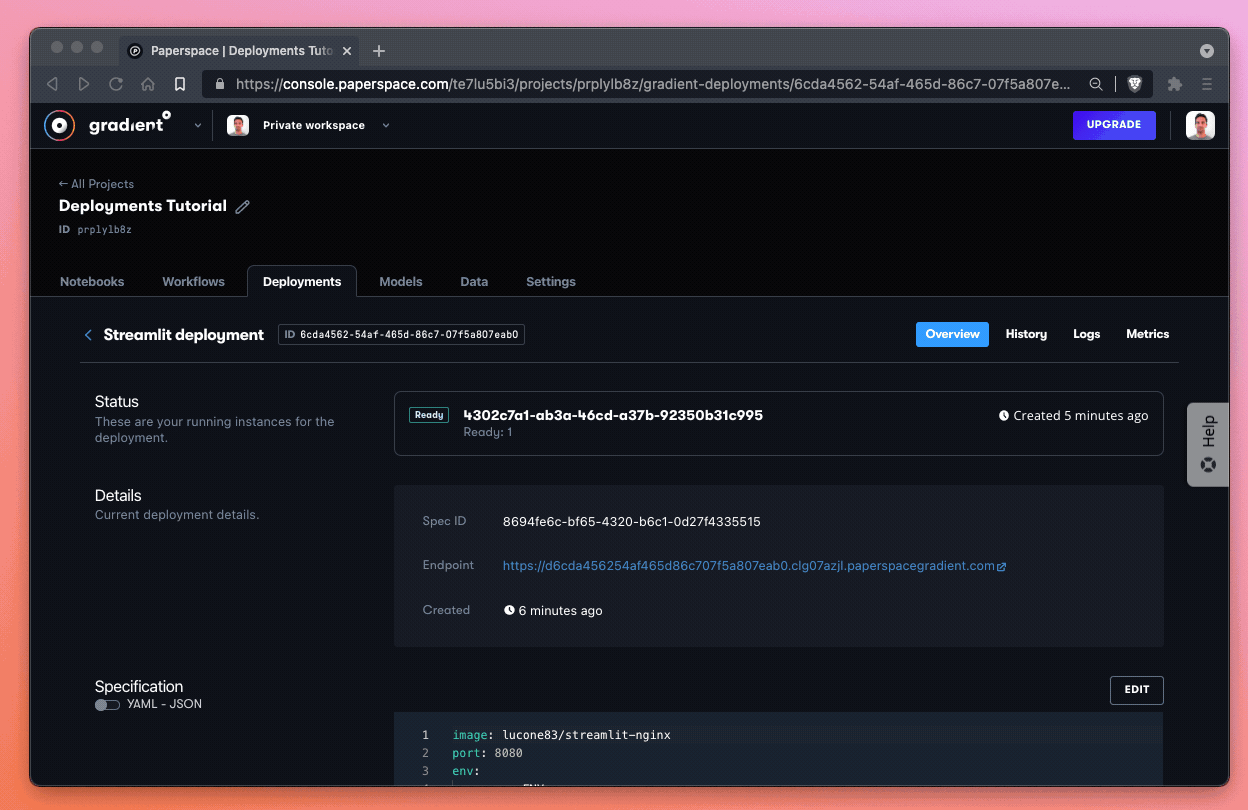 Paperspace | Deployments Tuto
https://console.paperspace.com/te7lu5bi3/projects/prplylb8z/gradient-deployments/6cda4562-54af-465d-86c7-07f5a807e...
gradient
Private workspace
UPGRADE
← All Projects
Deployments Tutorial
ID prplylb8z
Notebooks
Workflows
Deployments
Models
Data
Settings
Streamlit deployment
ID 6cda4562-54af-465d-86c7-07f5a807eab0
Overview
History
Logs
Metrics
Status
These are your running instances for the
deployment.
Ready
4302c7a1-ab3a-46cd-a37b-92350b31c995
Ready: 1
Created 5 minutes ago
Help
Details
Current deployment details.
Spec ID
8694fe6c-bf65-4320-b6c1-0d27f4335515
Endpoint
https://d6cda456254af465d86c707f5a807eab0.clg07azjl.paperspacegradient.com
Created
6 minutes ago
Specification
YAML - JSON
EDIT
1 image: lucone83/streamlit-nginx
2 port: 8080
3 env: